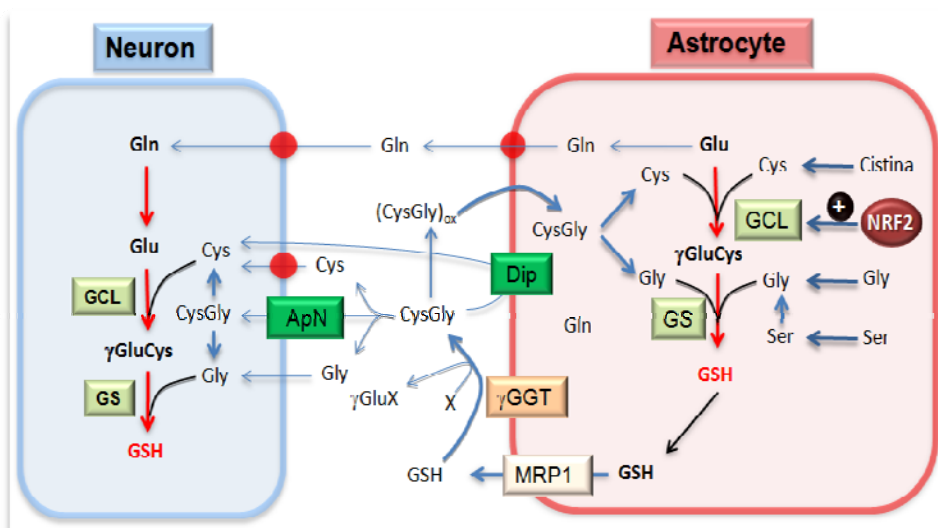 Neuron
Astrocyte
Gln
Gln
Gln
Glu
Cys
Cys
Cistina
(CysGly)ox
CysGly
GCL
+
NRF2
Glu
Cys
Cys
Dip
γGluCys
GCL
CysGly
ApN
CysGly
Gly
Gly
Gly
Gln
GS
γGluCys
Ser
Ser
Gly
Gly
γGluX
X
γGGT
GSH
GS
GSH
GSH
MRP1
GSH